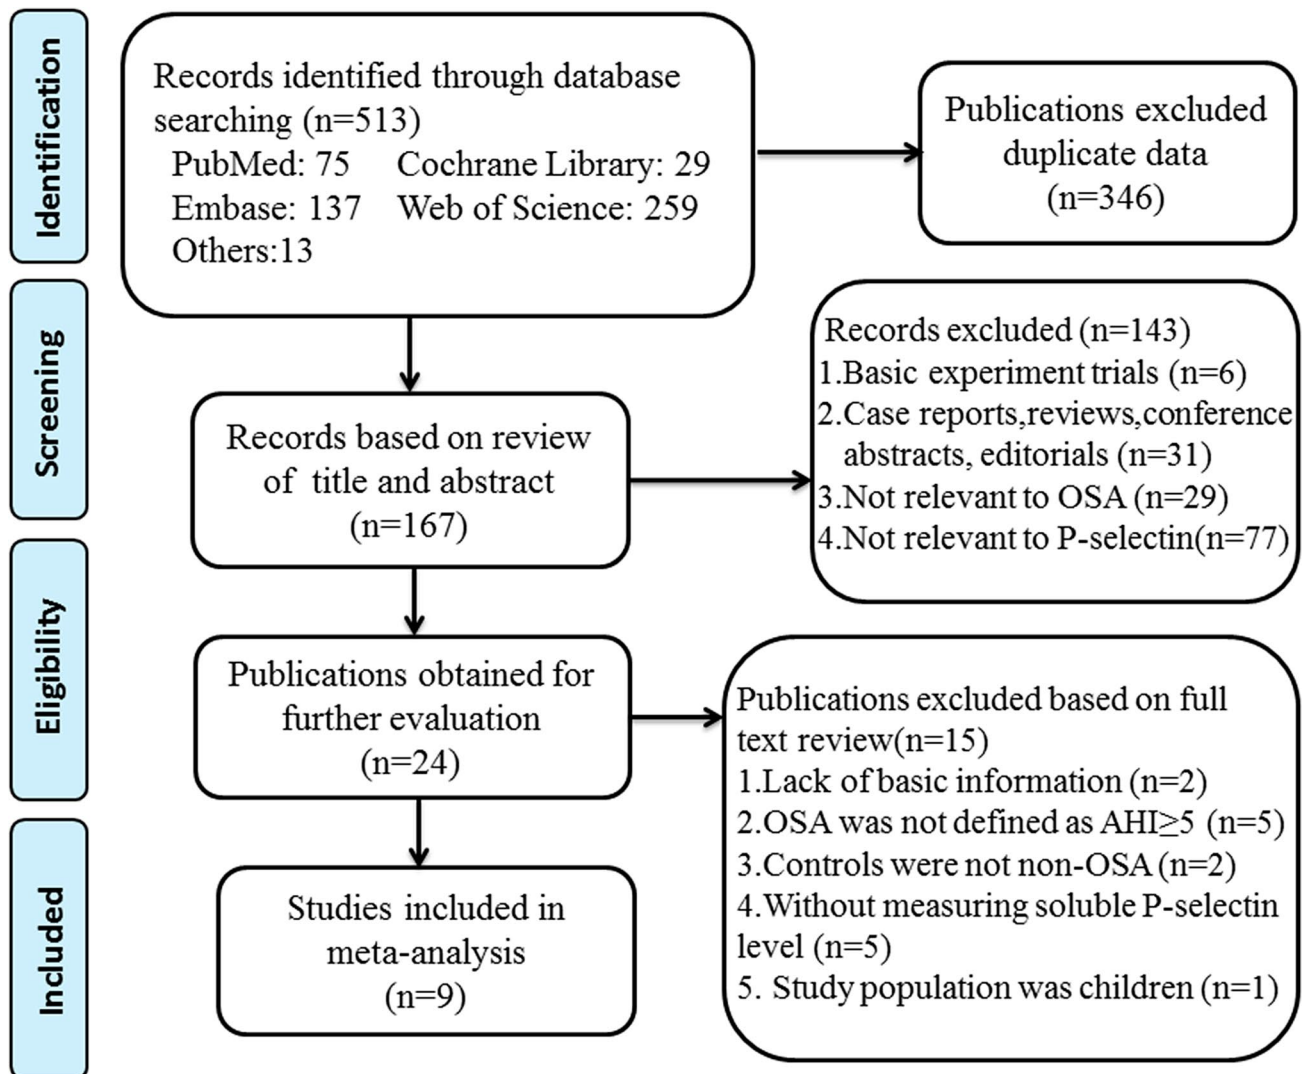 Identification
Records identified through database
searching (n=513)
PubMed: 75 Cochrane Library: 29
Embase: 137 Web of Science: 259
Others:13
Publications excluded
duplicate data
(n=346)
Screening
Records based on review
of title and abstract
(n=167)
Records excluded (n=143)
1.Basic experiment trials (n=6)
2.Case reports,reviews,conference
abstracts, editorials (n=31)
3.Not relevant to OSA (n=29)
4.Not relevant to P-selectin(n=77)
Eligibility
Publications obtained for
further evaluation
(n=24)
Publications excluded based on full
text review(n=15)
1.Lack of basic information (n=2)
2.OSA was not defined as AHI≥5 (n=5)
3.Controls were not non-OSA (n=2)
4.Without measuring soluble P-selectin
level (n=5)
5. Study population was children (n=1)
Included
Studies included in
meta-analysis
(n=9)